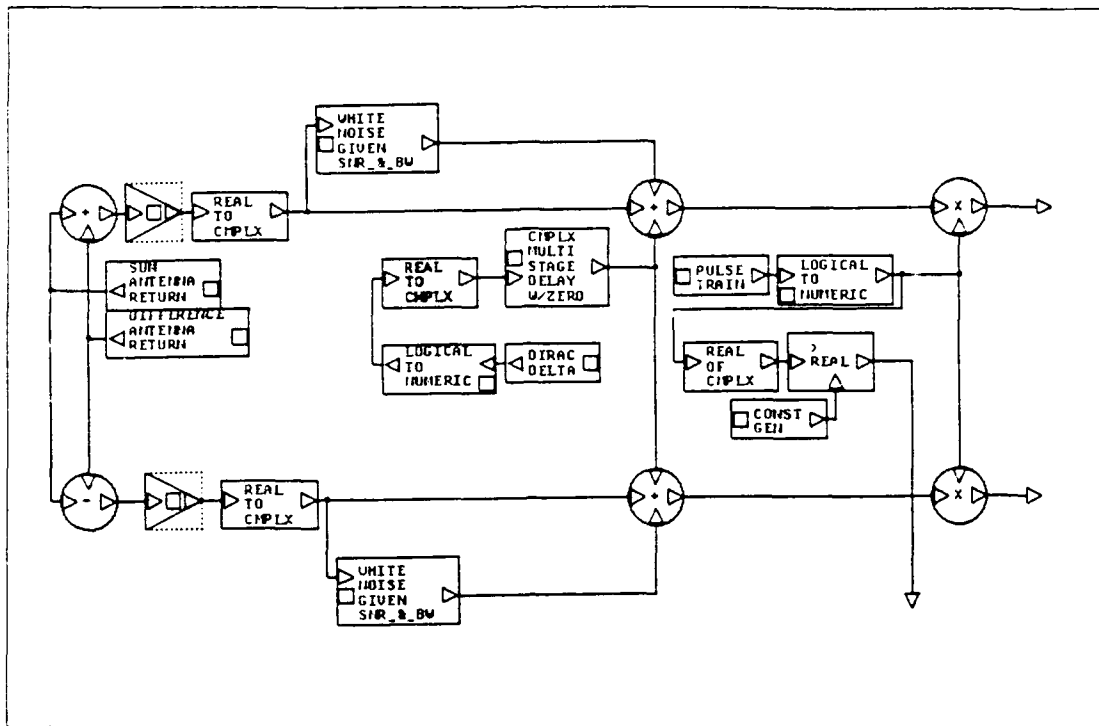 WHITE
NOISE
GIVEN
SNR_&_BW
+
REAL
TO
CMPLX
+
X
SUM
ANTENNA
RETURN
DIFFERENCE
ANTENNA
RETURN
REAL
TO
CMPLX
CMPLX
MULTI
STAGE
DELAY
W/ZERO
PULSE
TRAIN
LOGICAL
TO
NUMERIC
LOGICAL
TO
NUMERIC
DIRAC
DELTA
REAL
OF
CMPLX
>
REAL
CONST
GEN
-
REAL
TO
CMPLX
+
X
WHITE
NOISE
GIVEN
SNR_&_BW